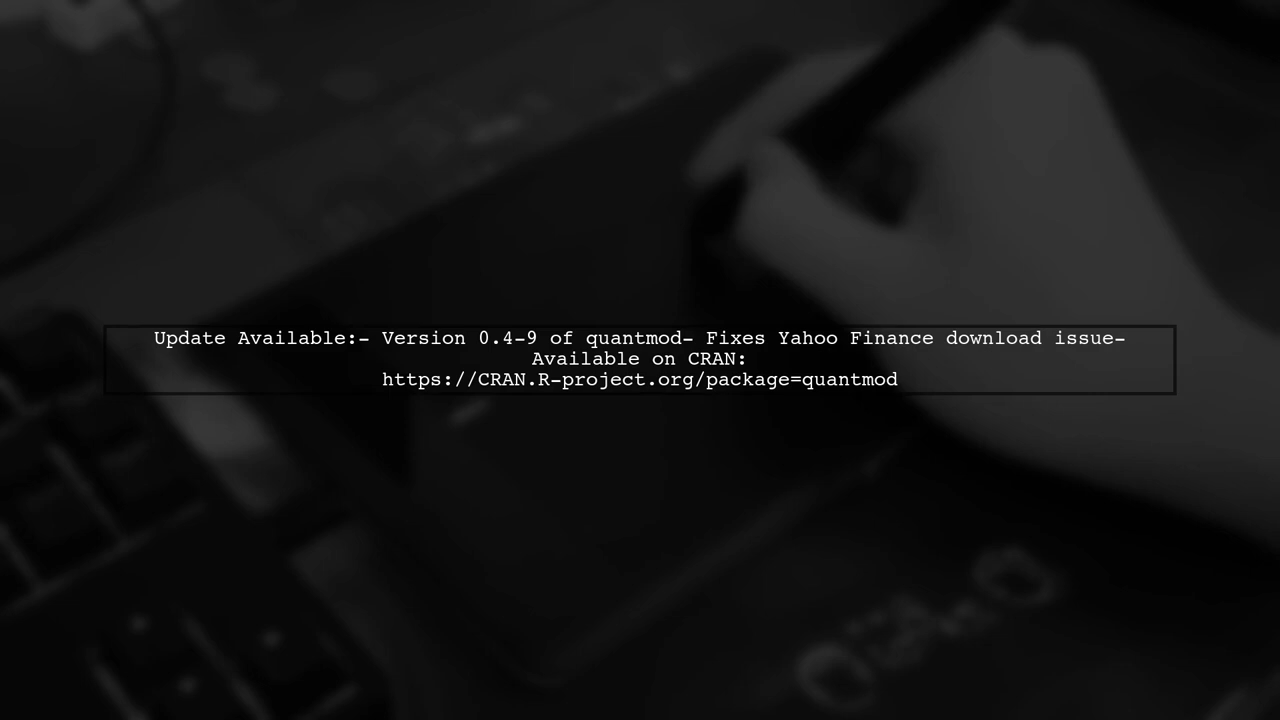 Update Available:- Version 0.4-9 of quantmod- Fixes Yahoo Finance download issue-
Available on CRAN:
https://CRAN.R-project.org/package=quantmod